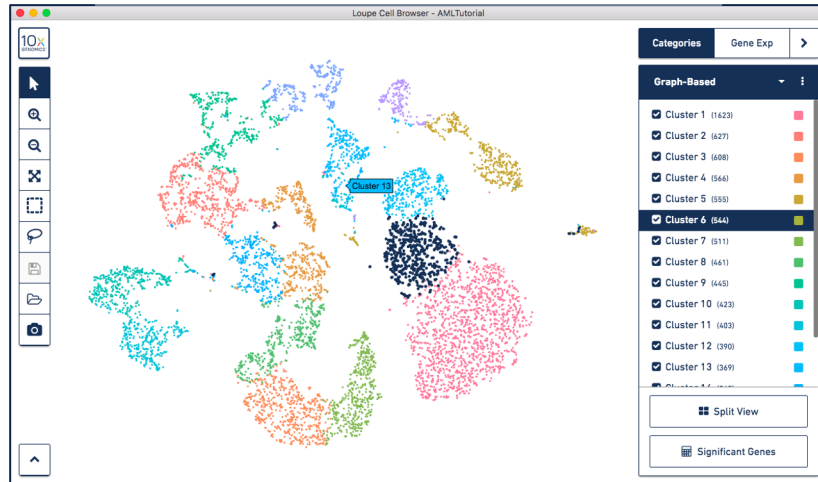 Loupe Cell Browser - AMLTutorial
10x
GENOMICS
Categories
Gene Exp
Graph-Based
Cluster 1 (1623)
Cluster 2 (627)
Cluster 3 (608)
Cluster 4 (566)
Cluster 5 (555)
Cluster 6 (544)
Cluster 7 (511)
Cluster 8 (461)
Cluster 9 (445)
Cluster 10 (423)
Cluster 11 (403)
Cluster 12 (390)
Cluster 13 (369)
Cluster 13
Split View
Significant Genes